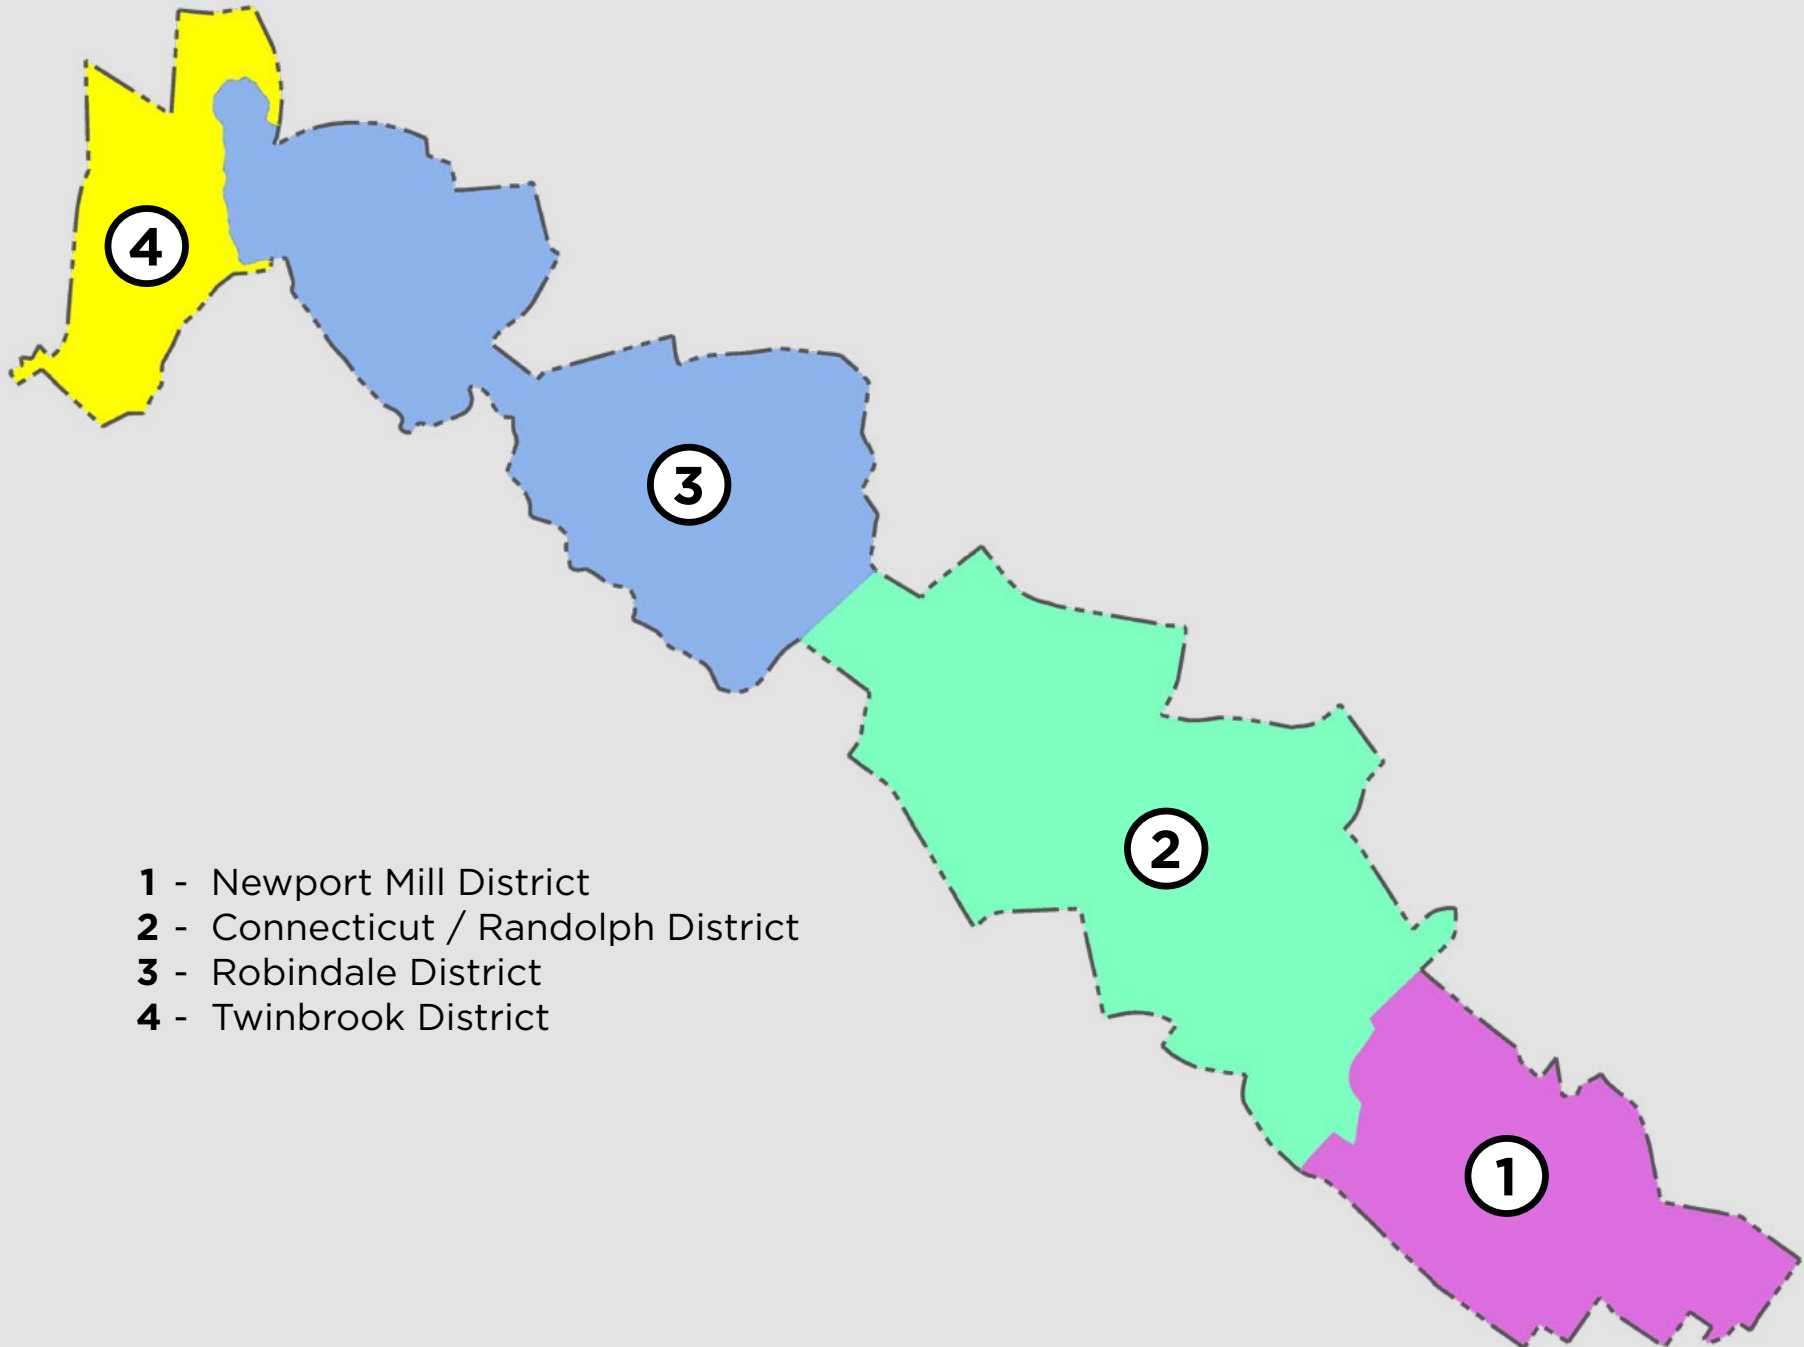 4
3
2
1 - Newport Mill District
2 - Connecticut / Randolph District
3 - Robindale District
4 - Twinbrook District
1